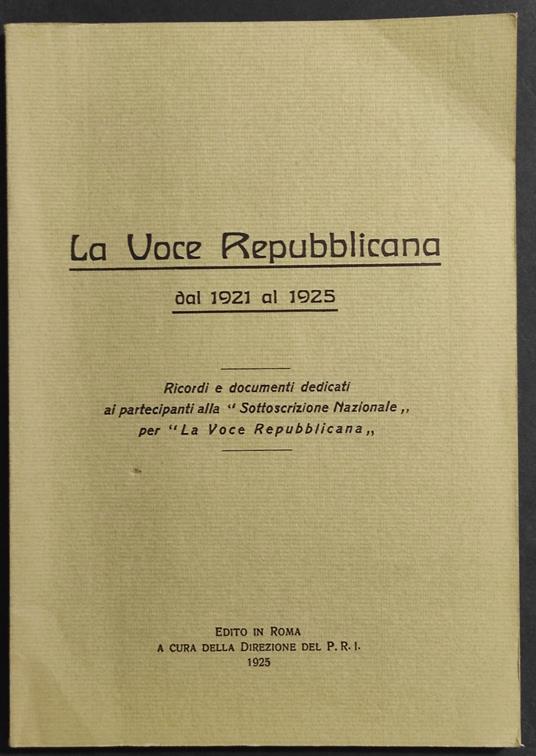 La Voce Repubblicana
dal 1921 al 1925
Ricordi e documenti dedicati
ai partecipanti alla “ Sottoscrizione Nazionale „
per “ La Voce Repubblicana „
EDITO IN ROMA
A CURA DELLA DIREZIONE DEL P. R. I.
1925